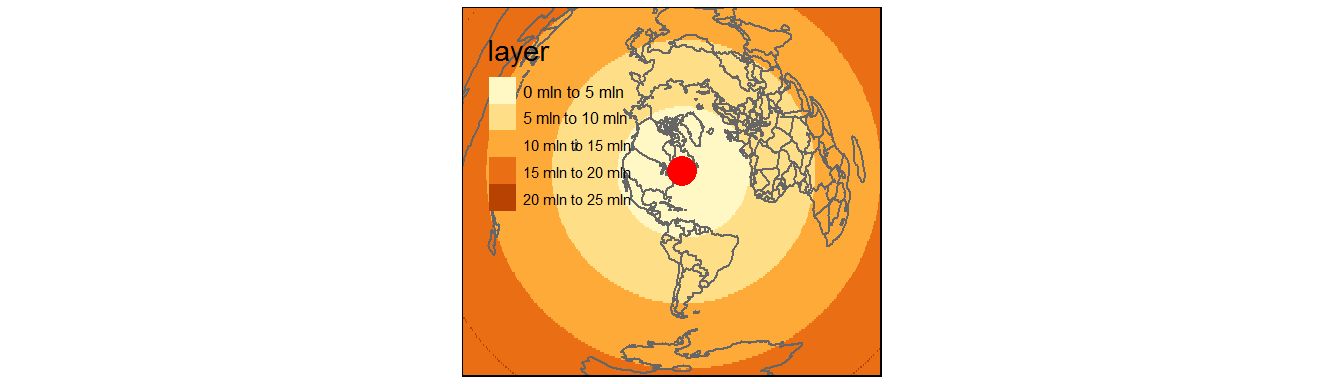 layer
0 mln to 5 mln
5 mln to 10 mln
10 mln to 15 mln
15 mln to 20 mln
20 mln to 25 mln